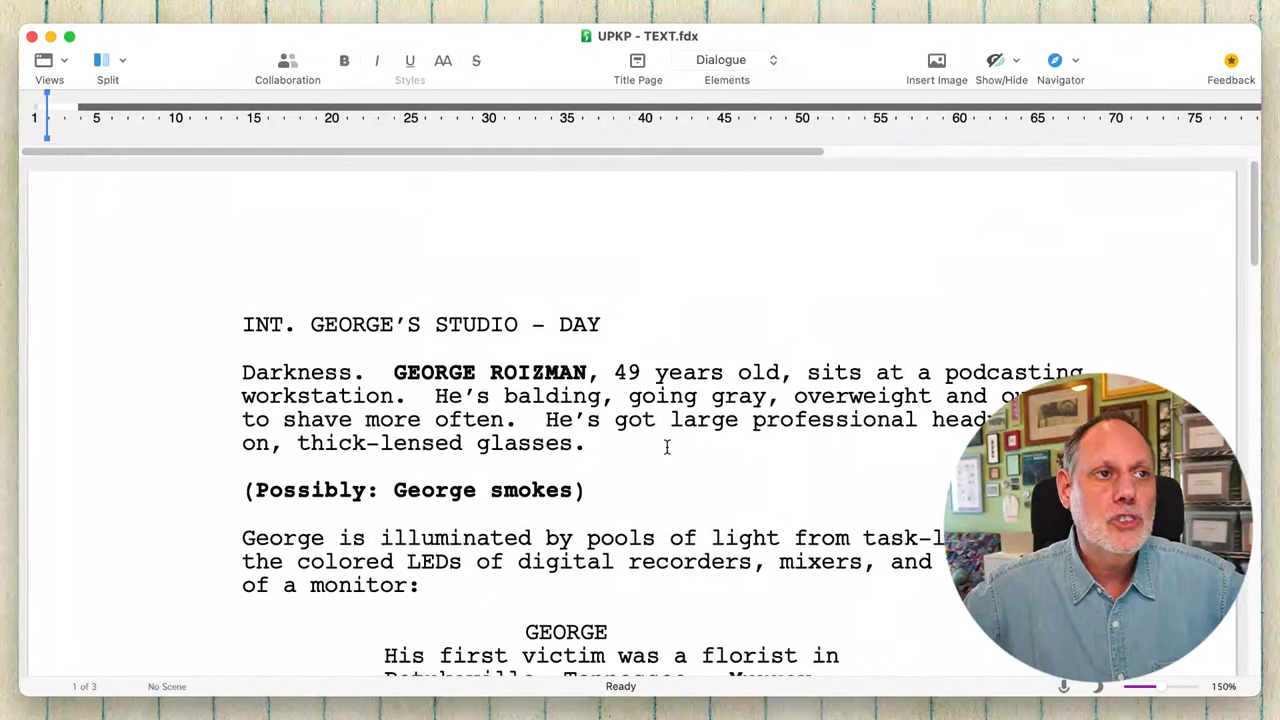 UPKP - TEXT.fdx
Views
Split
Collaboration
B I U AA S
Styles
Title Page
Dialogue
Elements
Insert Image
Show/Hide
Navigator
Feedback
1 5 10 15 20 25 30 35 40 45 50 55 60 65 70 75
INT. GEORGE'S STUDIO - DAY
Darkness. GEORGE ROIZMAN, 49 years old, sits at a podcasting
workstation. He's balding, going gray, overweight and
to shave more often. He's got large professional
on, thick-lensed glasses.
(Possibly: George smokes)
George is illuminated by pools of light from
the colored LEDs of digital recorders, mixers, and
of a monitor:
GEORGE
His first victim was a florist in
1 of 3
No Scene
Ready
150%